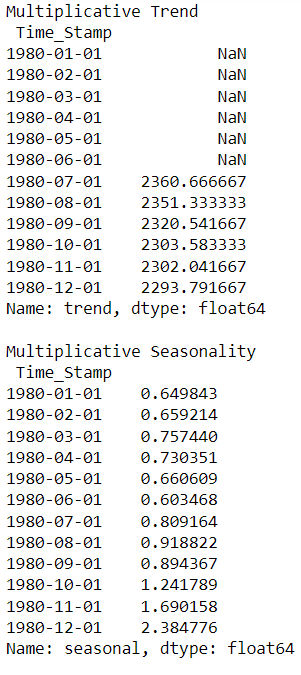 Multiplicative Trend
Time_Stamp
1980-01-01 NaN
1980-02-01 NaN
1980-03-01 NaN
1980-04-01 NaN
1980-05-01 NaN
1980-06-01 NaN
1980-07-01 2360.666667
1980-08-01 2351.333333
1980-09-01 2320.541667
1980-10-01 2303.583333
1980-11-01 2302.041667
1980-12-01 2293.791667
Name: trend, dtype: float64
Multiplicative Seasonality
Time_Stamp
1980-01-01 0.649843
1980-02-01 0.659214
1980-03-01 0.757440
1980-04-01 0.730351
1980-05-01 0.660609
1980-06-01 0.603468
1980-07-01 0.809164
1980-08-01 0.918822
1980-09-01 0.894367
1980-10-01 1.241789
1980-11-01 1.690158
1980-12-01 2.384776
Name: seasonal, dtype: float64